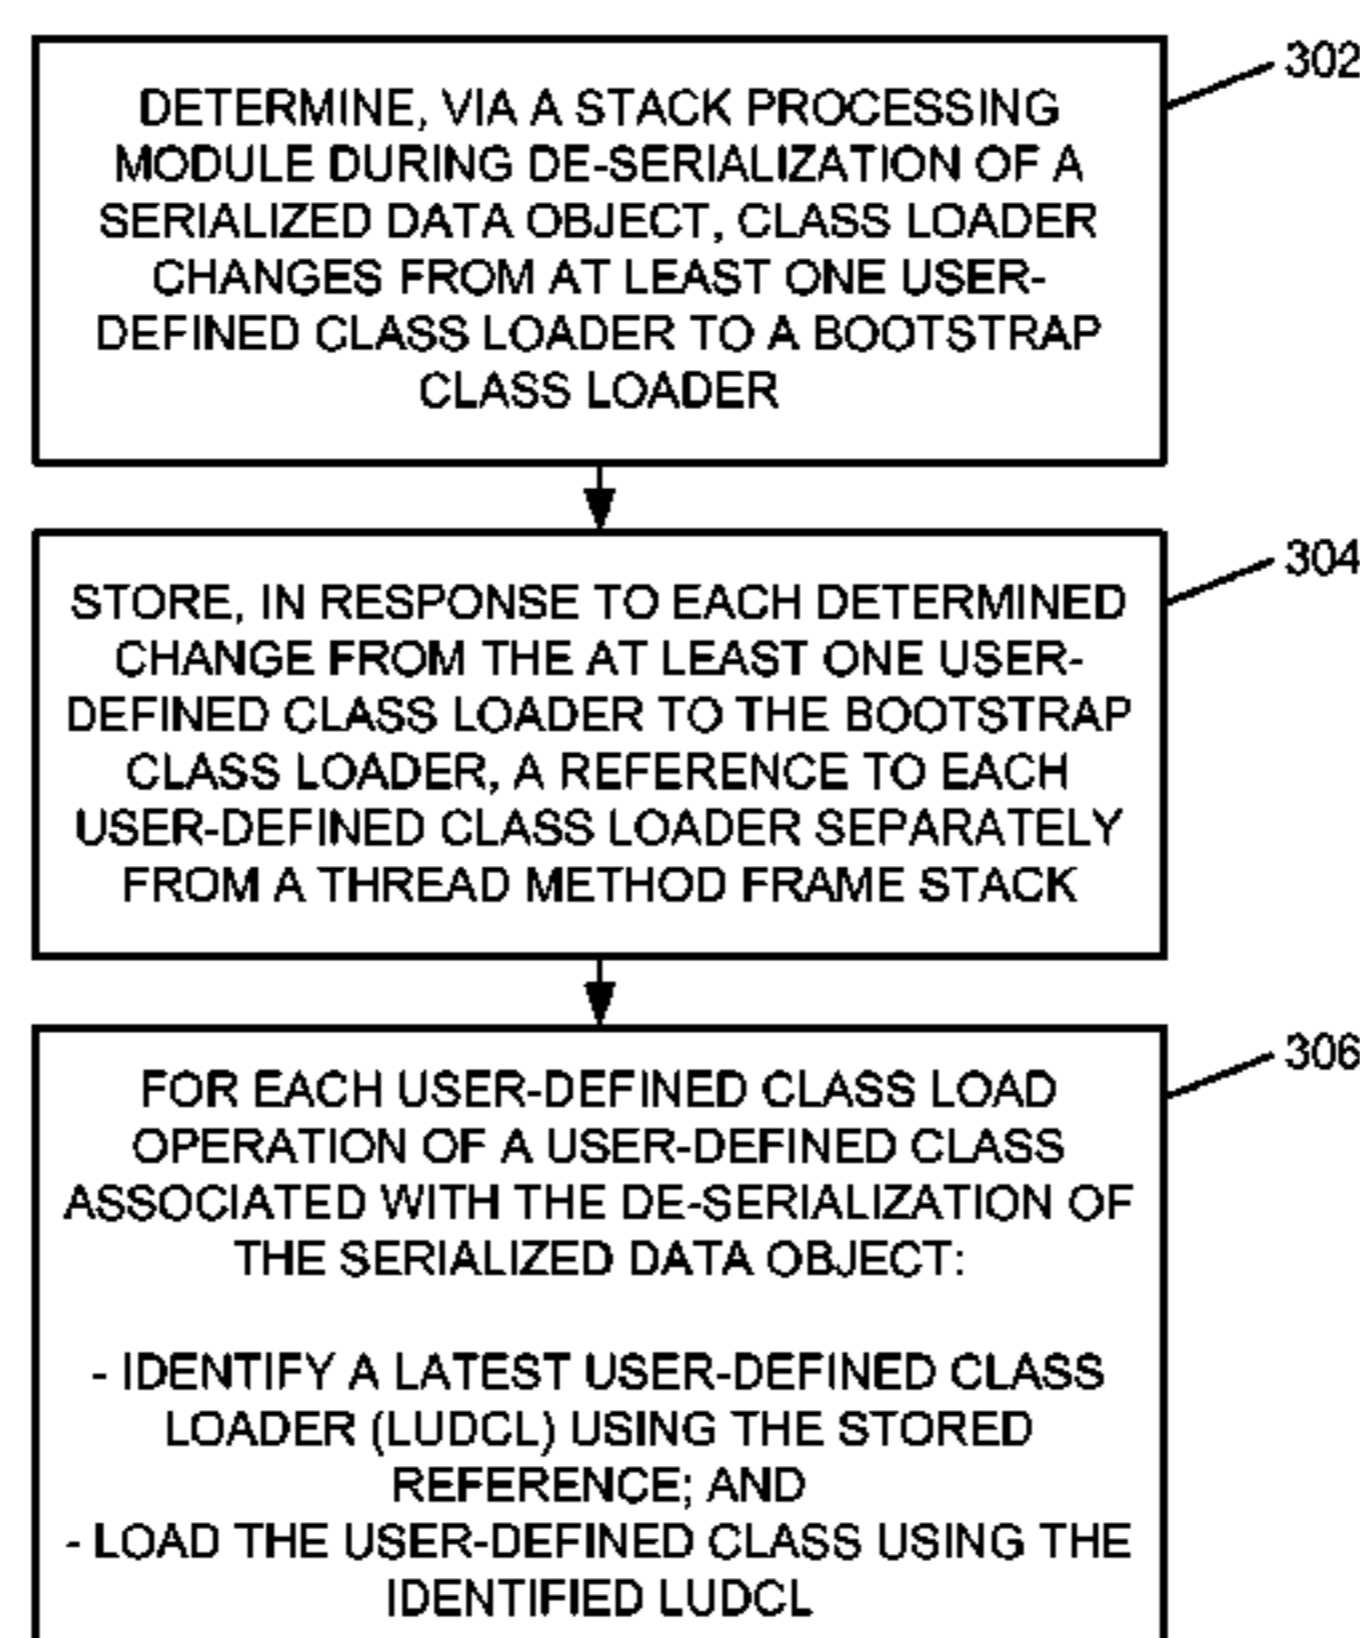 302
DETERMINE, VIA A STACK PROCESSING
MODULE DURING DE-SERIALIZATION OF A
SERIALIZED DATA OBJECT, CLASS LOADER
CHANGES FROM AT LEAST ONE USER-
DEFINED CLASS LOADER TO A BOOTSTRAP
CLASS LOADER
304
STORE, IN RESPONSE TO EACH DETERMINED
CHANGE FROM THE AT LEAST ONE USER-
DEFINED CLASS LOADER TO THE BOOTSTRAP
CLASS LOADER, A REFERENCE TO EACH
USER-DEFINED CLASS LOADER SEPARATELY
FROM A THREAD METHOD FRAME STACK
306
FOR EACH USER-DEFINED CLASS LOAD
OPERATION OF A USER-DEFINED CLASS
ASSOCIATED WITH THE DE-SERIALIZATION OF
THE SERIALIZED DATA OBJECT:
- IDENTIFY A LATEST USER-DEFINED CLASS
LOADER (LUDCL) USING THE STORED
REFERENCE; AND
- LOAD THE USER-DEFINED CLASS USING THE
IDENTIFIED LUDCL